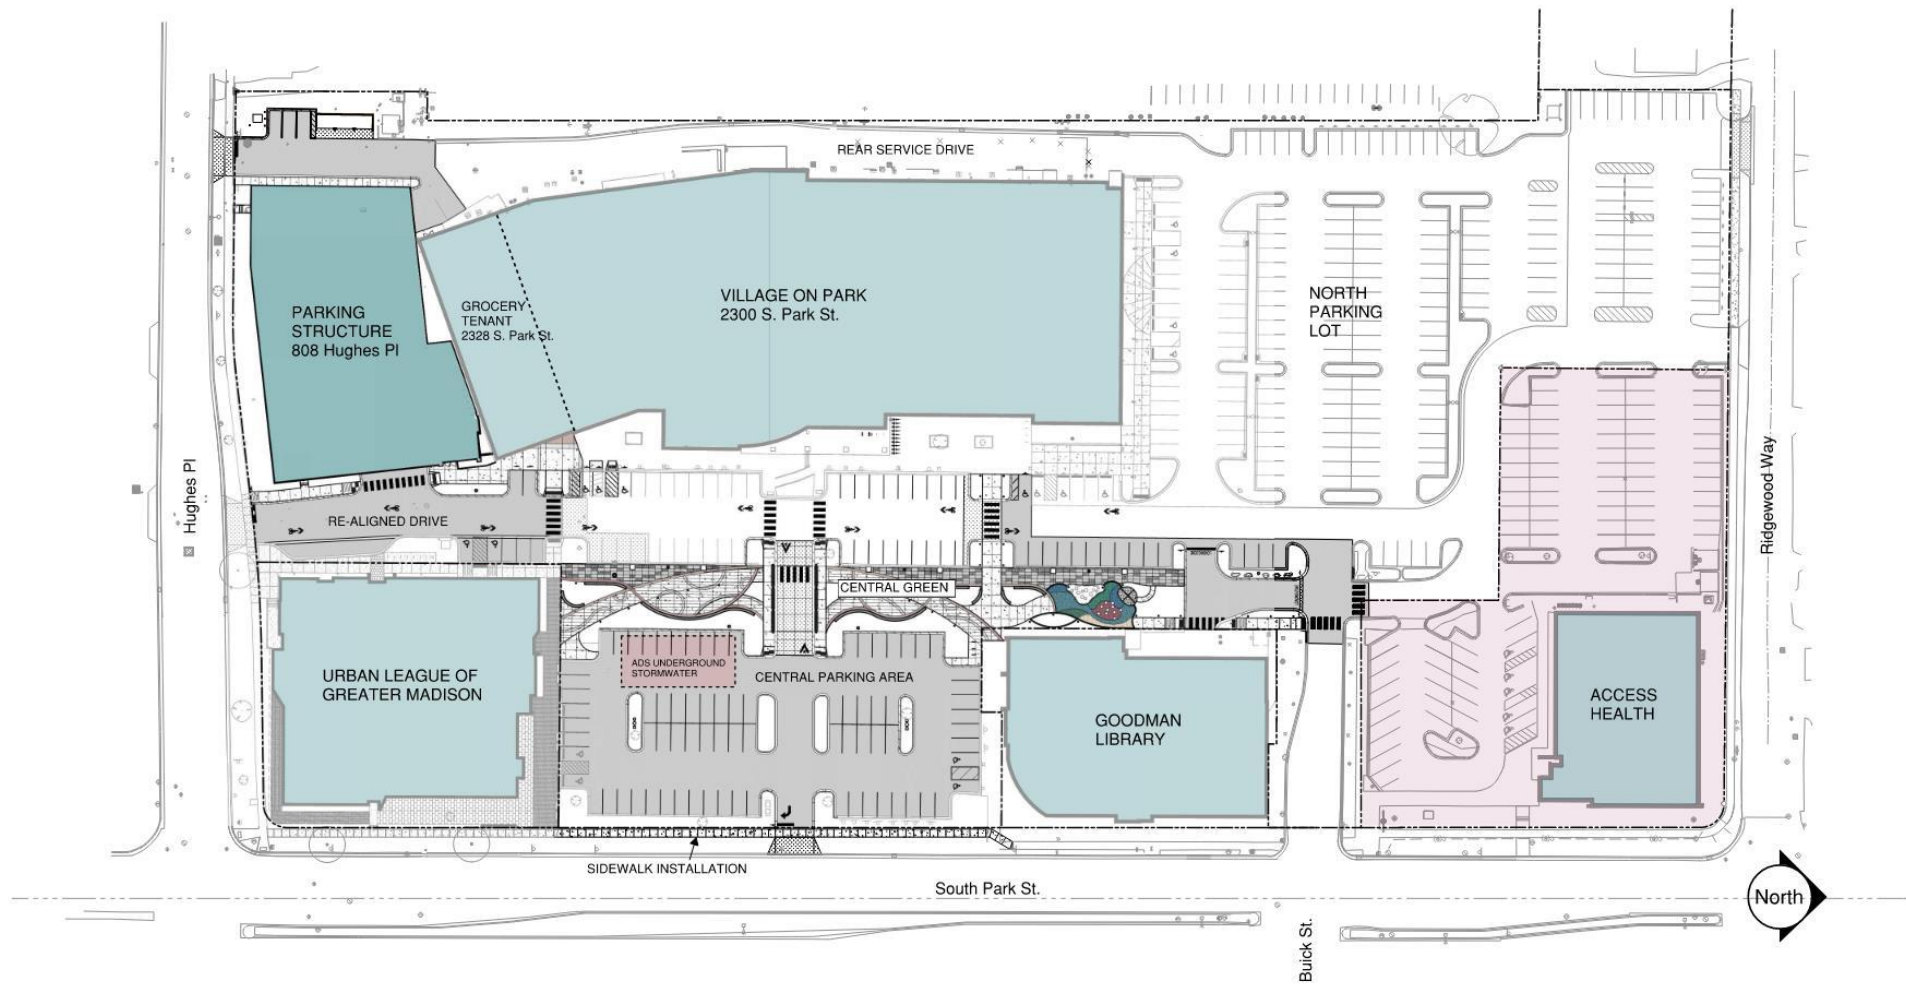 REAR SERVICE DRIVE
PARKING
STRUCTURE
808 Hughes Pl
GROCERY
TENANT
2328 S. Park St.
VILLAGE ON PARK
2300 S. Park St.
NORTH
PARKING
LOT
Hughes Pl
Ridgewood Way
RE-ALIGNED DRIVE
CENTRAL GREEN
URBAN LEAGUE OF
GREATER MADISON
ADS UNDERGROUND
STORMWATER
CENTRAL PARKING AREA
GOODMAN
LIBRARY
ACCESS
HEALTH
SIDEWALK INSTALLATION
South Park St.
North
Buick St.